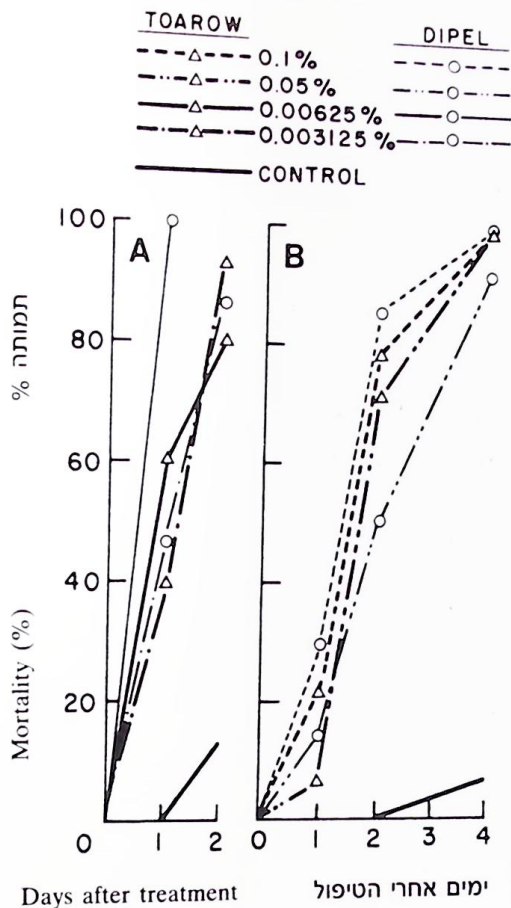 TOAROW
DIPEL
0.1%
0.05%
0.00625%
0.003125%
CONTROL
A
B
100
80
60
40
20
0
% תמותה
Mortality (%)
1 2
0 1 2 3 4
Days after treatment
ימים אחרי הטיפול